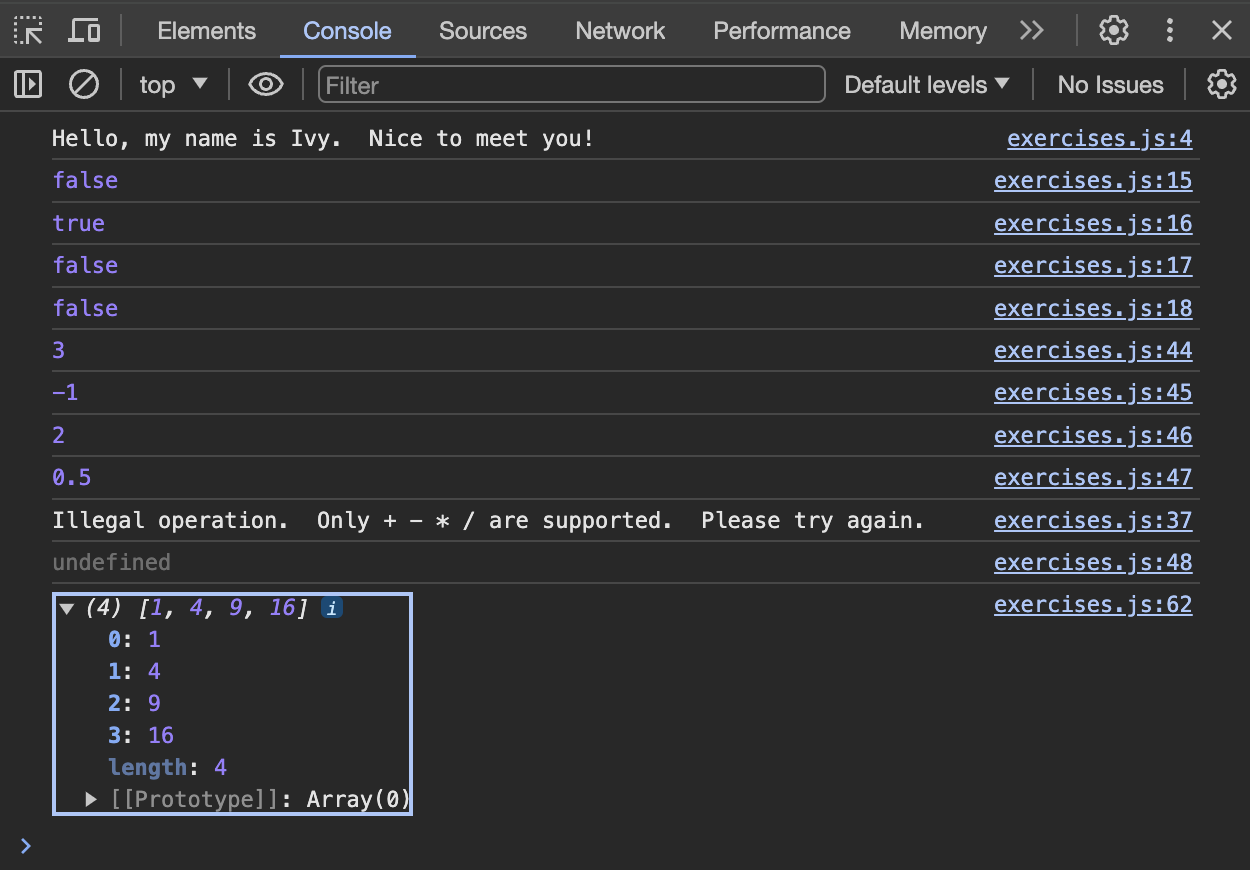 Elements Console Sources Network Performance Memory
top Filter Default levels No Issues
Hello, my name is Ivy.  Nice to meet you! exercises.js:4
false exercises.js:15
true exercises.js:16
false exercises.js:17
false exercises.js:18
3 exercises.js:44
-1 exercises.js:45
2 exercises.js:46
0.5 exercises.js:47
Illegal operation.  Only + - * / are supported.  Please try again. exercises.js:37
undefined exercises.js:48
(4) [1, 4, 9, 16] i exercises.js:62
0: 1
1: 4
2: 9
3: 16
length: 4
[[Prototype]]: Array(0)